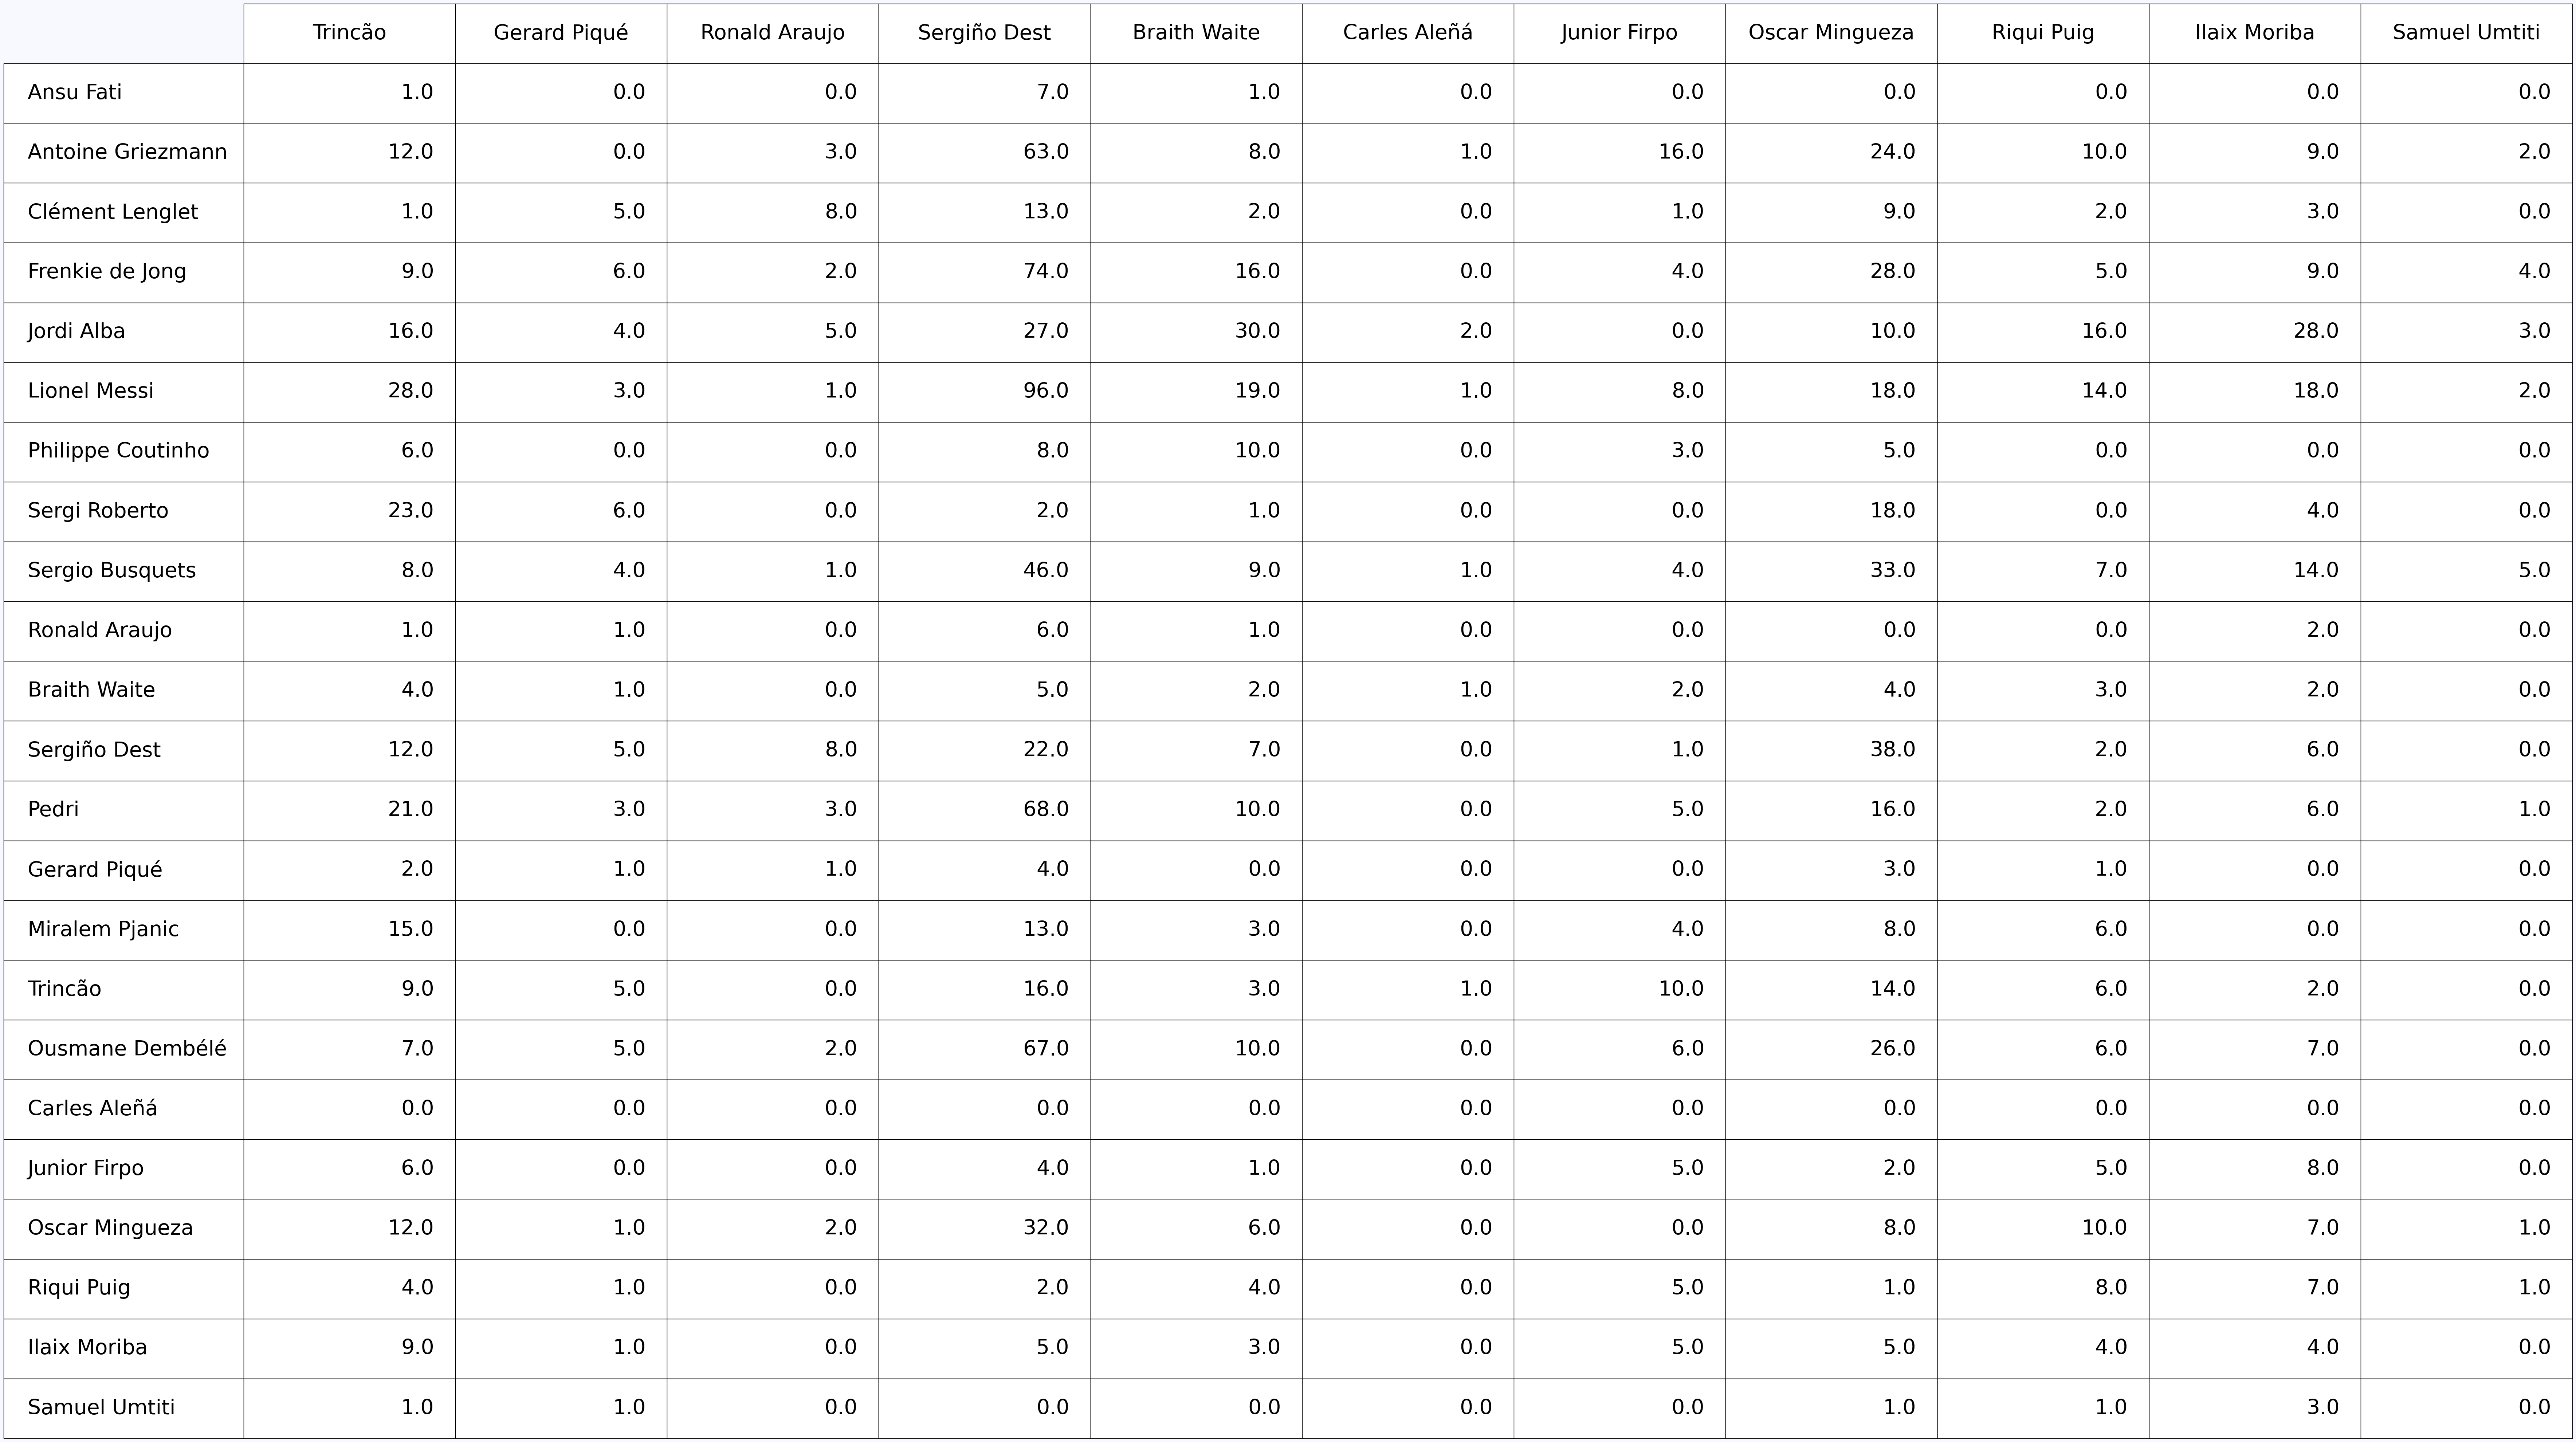 Trincão Gerard Piqué Ronald Araujo Sergiño Dest Braith Waite Carles Aleñá Junior Firpo Oscar Mingueza Riqui Puig Ilaix Moriba Samuel Umtiti
Ansu Fati 1.0 0.0 0.0 7.0 1.0 0.0 0.0 0.0 0.0 0.0 0.0
Antoine Griezmann 12.0 0.0 3.0 63.0 8.0 1.0 16.0 24.0 10.0 9.0 2.0
Clément Lenglet 1.0 5.0 8.0 13.0 2.0 0.0 1.0 9.0 2.0 3.0 0.0
Frenkie de Jong 9.0 6.0 2.0 74.0 16.0 0.0 4.0 28.0 5.0 9.0 4.0
Jordi Alba 16.0 4.0 5.0 27.0 30.0 2.0 0.0 10.0 16.0 28.0 3.0
Lionel Messi 28.0 3.0 1.0 96.0 19.0 1.0 8.0 18.0 14.0 18.0 2.0
Philippe Coutinho 6.0 0.0 0.0 8.0 10.0 0.0 3.0 5.0 0.0 0.0 0.0
Sergi Roberto 23.0 6.0 0.0 2.0 1.0 0.0 0.0 18.0 0.0 4.0 0.0
Sergio Busquets 8.0 4.0 1.0 46.0 9.0 1.0 4.0 33.0 7.0 14.0 5.0
Ronald Araujo 1.0 1.0 0.0 6.0 1.0 0.0 0.0 0.0 0.0 2.0 0.0
Braith Waite 4.0 1.0 0.0 5.0 2.0 1.0 2.0 4.0 3.0 2.0 0.0
Sergiño Dest 12.0 5.0 8.0 22.0 7.0 0.0 1.0 38.0 2.0 6.0 0.0
Pedri 21.0 3.0 3.0 68.0 10.0 0.0 5.0 16.0 2.0 6.0 1.0
Gerard Piqué 2.0 1.0 1.0 4.0 0.0 0.0 0.0 3.0 1.0 0.0 0.0
Miralem Pjanic 15.0 0.0 0.0 13.0 3.0 0.0 4.0 8.0 6.0 0.0 0.0
Trincão 9.0 5.0 0.0 16.0 3.0 1.0 10.0 14.0 6.0 2.0 0.0
Ousmane Dembélé 7.0 5.0 2.0 67.0 10.0 0.0 6.0 26.0 6.0 7.0 0.0
Carles Aleñá 0.0 0.0 0.0 0.0 0.0 0.0 0.0 0.0 0.0 0.0 0.0
Junior Firpo 6.0 0.0 0.0 4.0 1.0 0.0 5.0 2.0 5.0 8.0 0.0
Oscar Mingueza 12.0 1.0 2.0 32.0 6.0 0.0 0.0 8.0 10.0 7.0 1.0
Riqui Puig 4.0 1.0 0.0 2.0 4.0 0.0 5.0 1.0 8.0 7.0 1.0
Ilaix Moriba 9.0 1.0 0.0 5.0 3.0 0.0 5.0 5.0 4.0 4.0 0.0
Samuel Umtiti 1.0 1.0 0.0 0.0 0.0 0.0 0.0 1.0 1.0 3.0 0.0